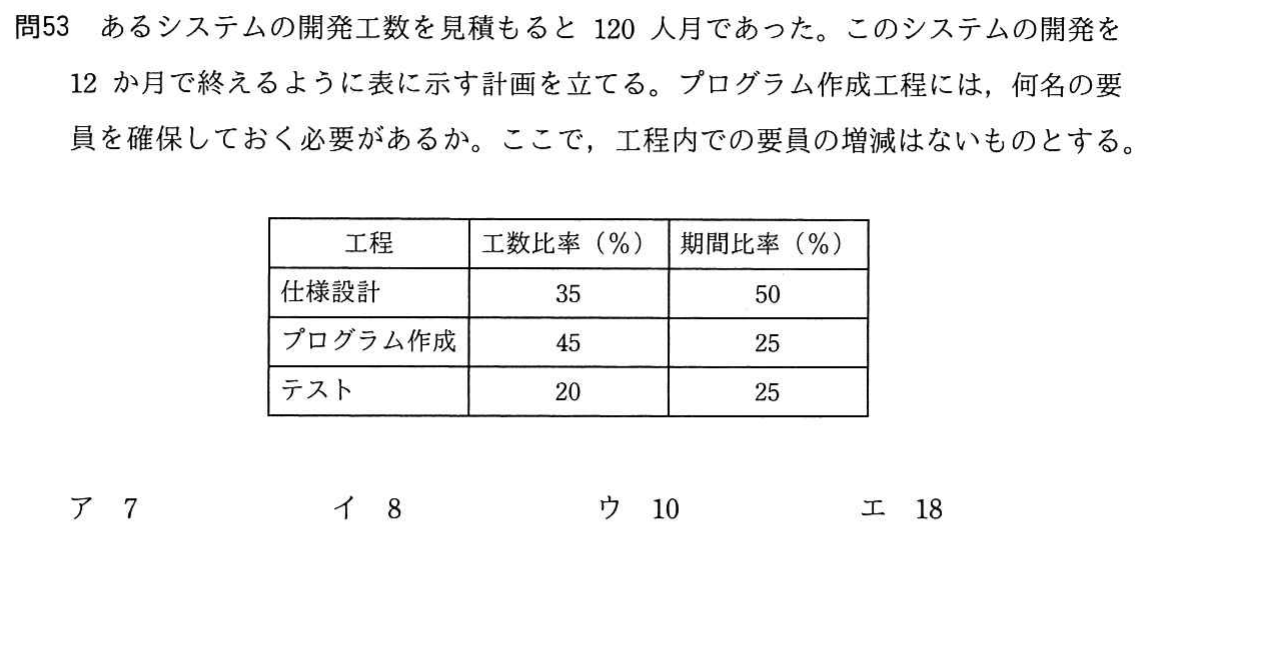 問53 あるシステムの開発工数を見積もると 120 人月であった。このシステムの開発を
12 か月で終えるように表に示す計画を立てる。プログラム作成工程には，何名の要
員を確保しておく必要があるか。ここで，工程内での要員の増減はないものとする。
工程 工数比率（%） 期間比率（%）
仕様設計 35 50
プログラム作成 45 25
テスト 20 25
ア 7 イ 8 ウ 10 エ 18